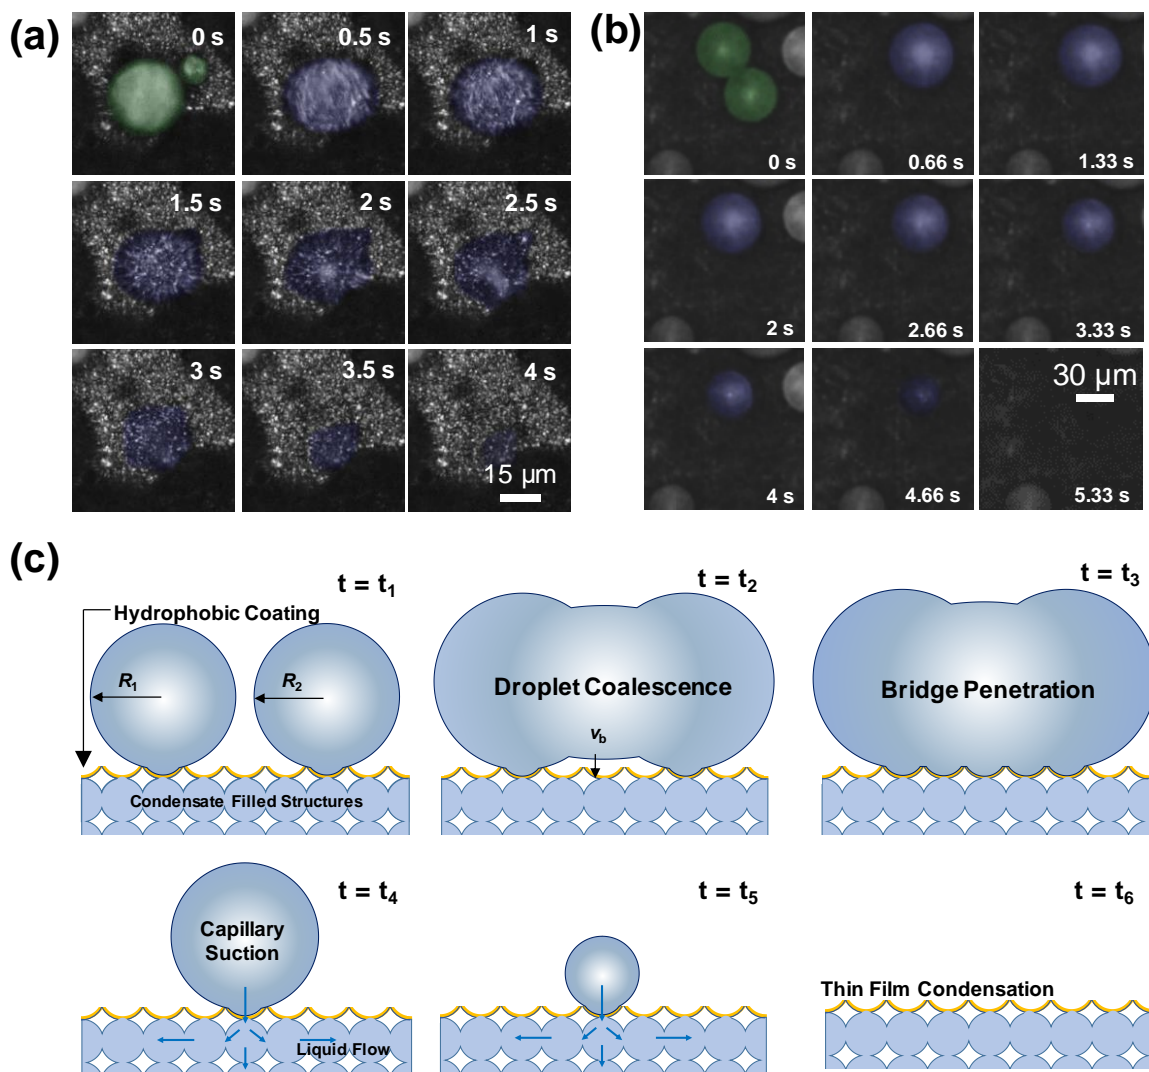 (a)
0 s
0.5 s
1 s
1.5 s
2 s
2.5 s
3 s
3.5 s
4 s
15 µm
(b)
0 s
0.66 s
1.33 s
2 s
2.66 s
3.33 s
4 s
4.66 s
30 µm
5.33 s
(c)
t = t₁
Hydrophobic Coating
R₁
R₂
Condensate Filled Structures
t = t₂
Droplet Coalescence
v_b
t = t₃
Bridge Penetration
t = t₄
Capillary
Suction
Liquid Flow
t = t₅
t = t₆
Thin Film Condensation